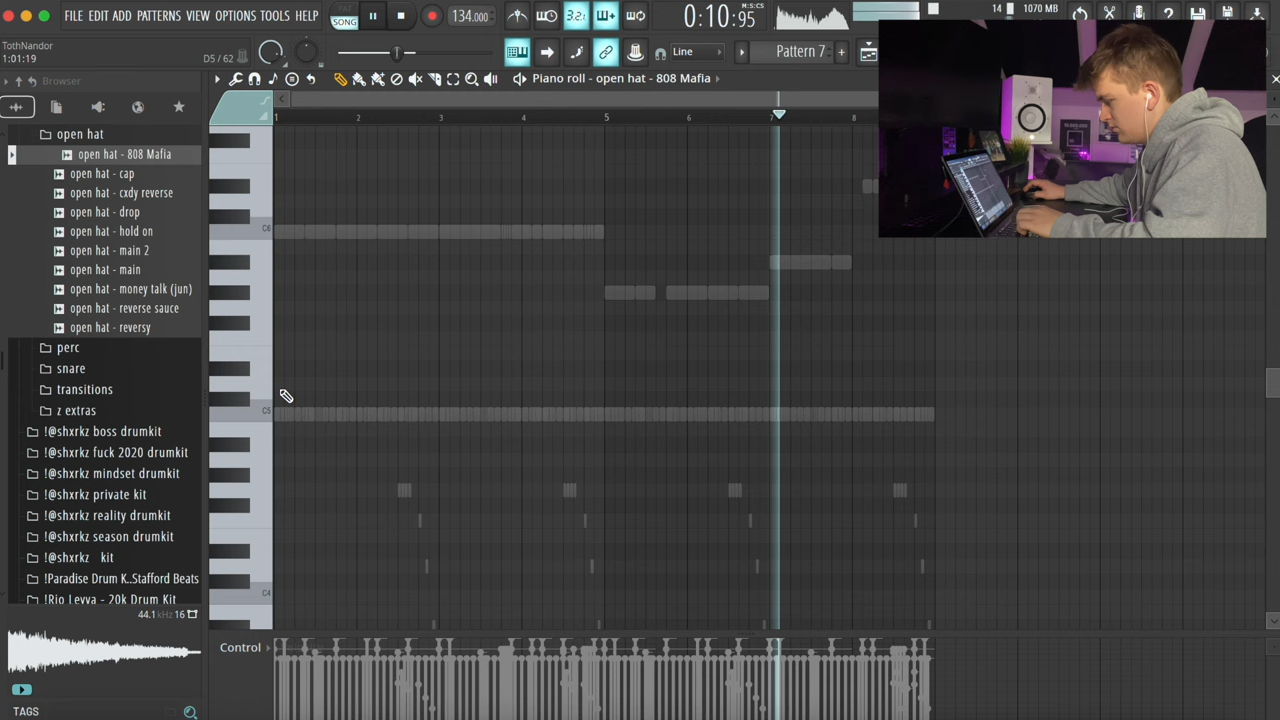 FILE EDIT ADD PATTERNS VIEW OPTIONS TOOLS HELP
PAT
SONG
134.000
3.2.1
0:10:95
M:S:CS
14
1070 MB
TothNandor
1:01:19
D5 / 62
Line
Pattern 7
Browser
Piano roll - open hat - 808 Mafia
1 2 3 4 5 6 7 8
open hat
open hat - 808 Mafia
open hat - cap
open hat - cxdy reverse
open hat - drop
open hat - hold on
open hat - main 2
open hat - main
open hat - money talk (jun)
open hat - reverse sauce
open hat - reversy
perc
snare
transitions
z extras
!@shxrkz boss drumkit
!@shxrkz fuck 2020 drumkit
!@shxrkz mindset drumkit
!@shxrkz private kit
!@shxrkz reality drumkit
!@shxrkz season drumkit
!@shxrkz kit
!Paradise Drum K..Stafford Beats
!Rio Leyva - 20k Drum Kit
C6
C5
C4
44.1kHz 16
Control
TAGS